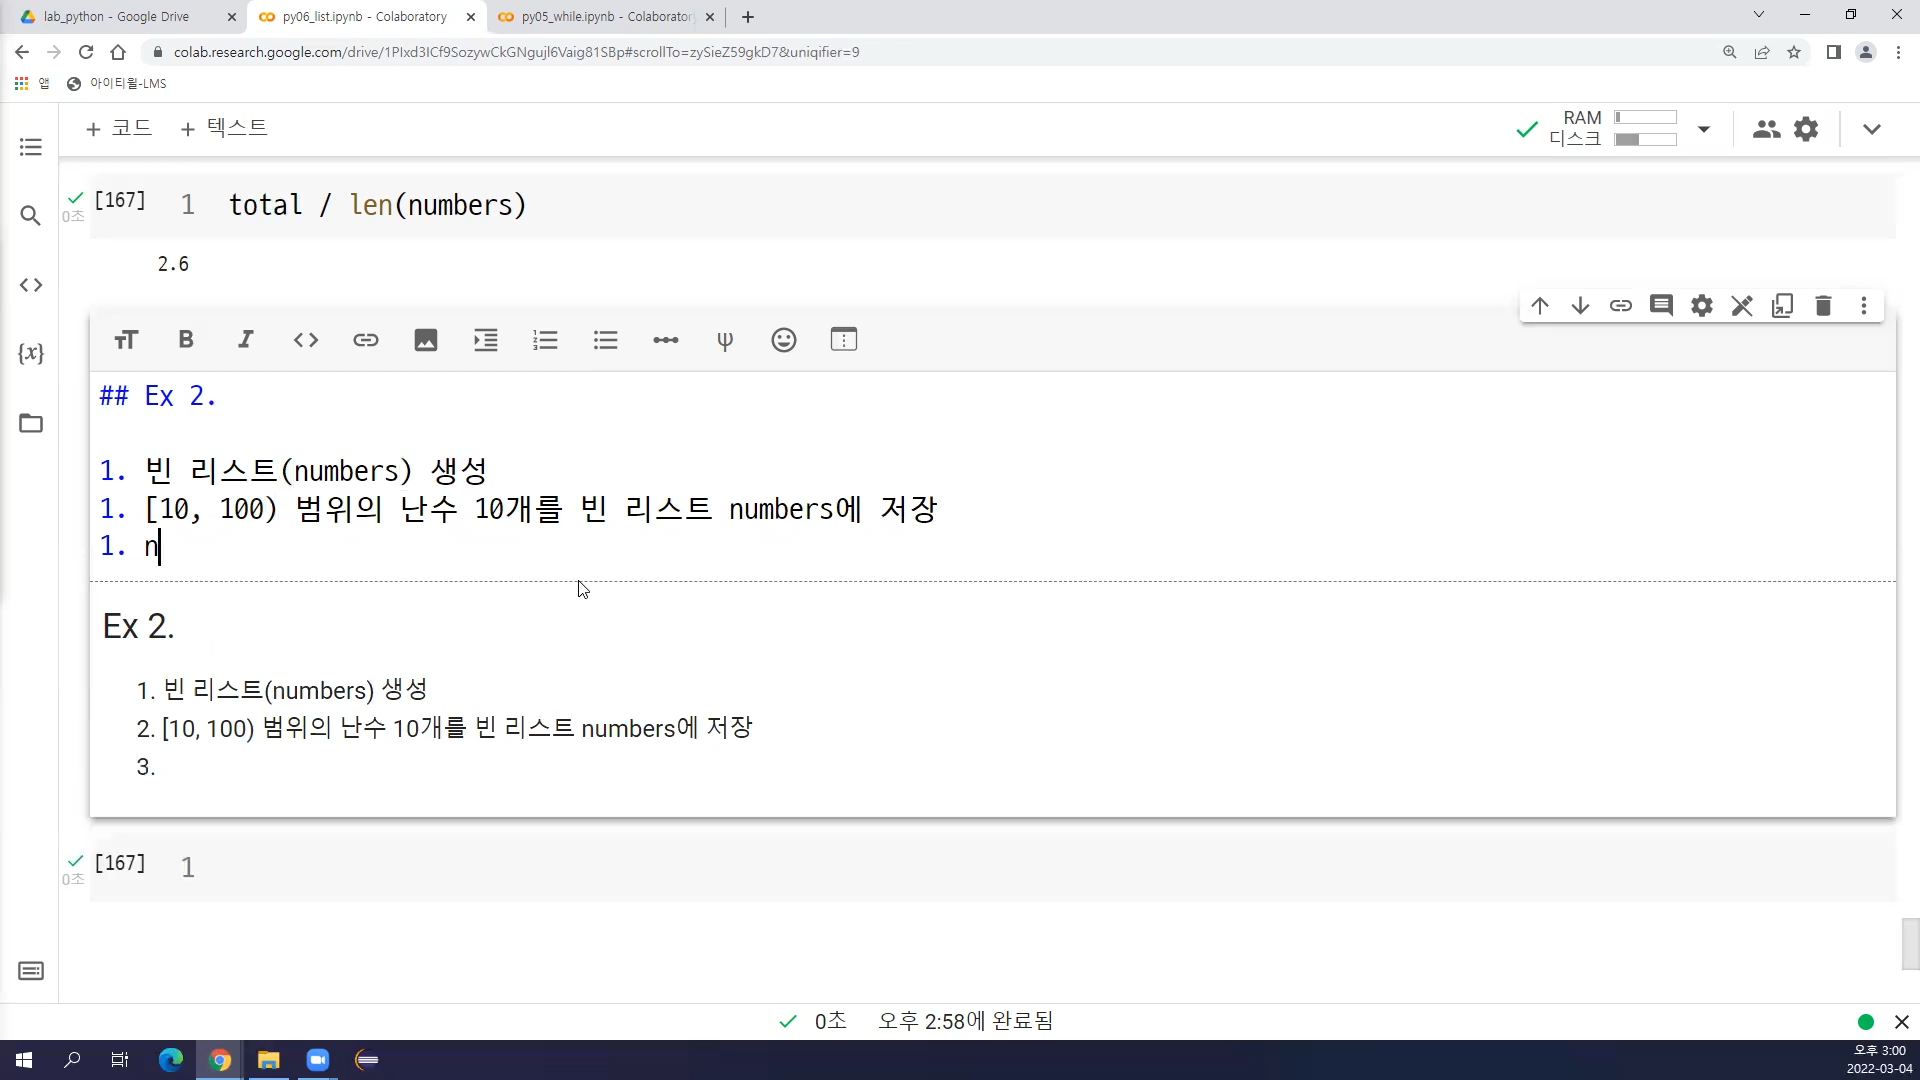 lab_python - Google Drive
py06_list.ipynb - Colaboratory
py05_while.ipynb - Colaborator
colab.research.google.com/drive/1PIxd3ICf9SozywCkGNgujl6Vaig81SBp#scrollTo=zySieZ59gkD7&uniqifier=9
앱
아이티윌-LMS
+ 코드
+ 텍스트
RAM
디스크
[167]
0초
1 total / len(numbers)
2.6
## Ex 2.
1. 빈 리스트(numbers) 생성
1. [10, 100) 범위의 난수 10개를 빈 리스트 numbers에 저장
1. n
Ex 2.
1. 빈 리스트(numbers) 생성
2. [10, 100) 범위의 난수 10개를 빈 리스트 numbers에 저장
3.
[167]
0초
1
0초 오후 2:58에 완료됨
오후 3:00
2022-03-04